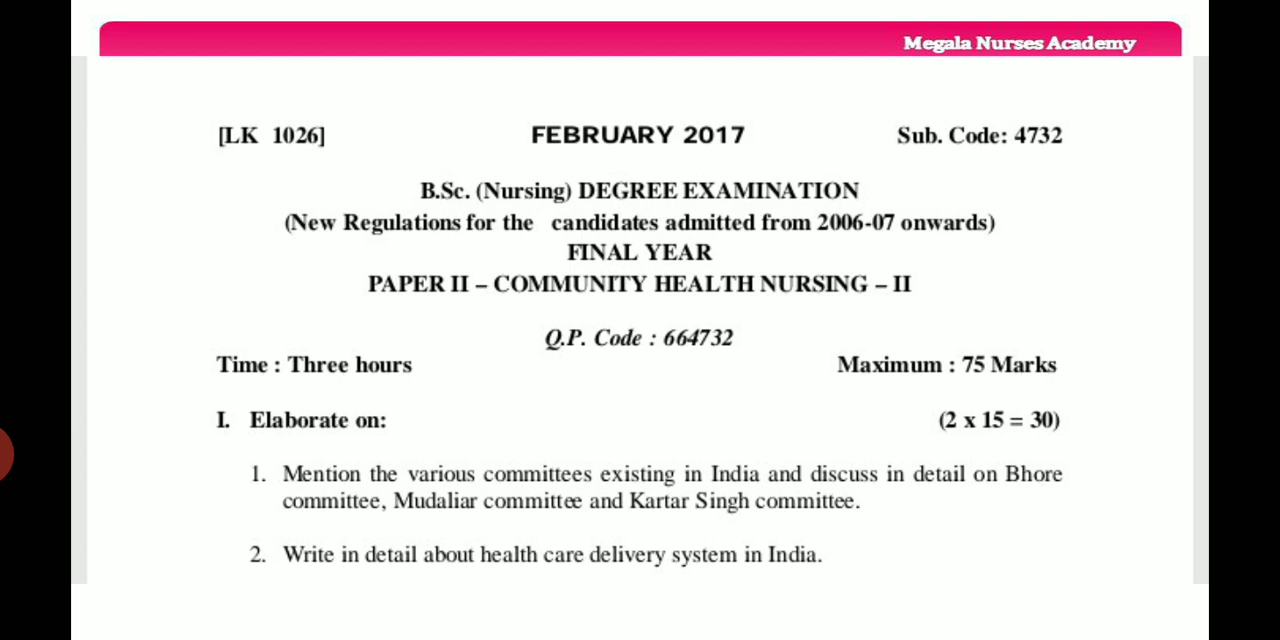 Megala Nurses Academy
[LK 1026] FEBRUARY 2017 Sub. Code: 4732
B.Sc. (Nursing) DEGREE EXAMINATION
(New Regulations for the candidates admitted from 2006-07 onwards)
FINAL YEAR
PAPER II – COMMUNITY HEALTH NURSING – II
Q.P. Code : 664732
Time : Three hours Maximum : 75 Marks
I. Elaborate on: (2 x 15 = 30)
1. Mention the various committees existing in India and discuss in detail on Bhore
committee, Mudaliar committee and Kartar Singh committee.
2. Write in detail about health care delivery system in India.